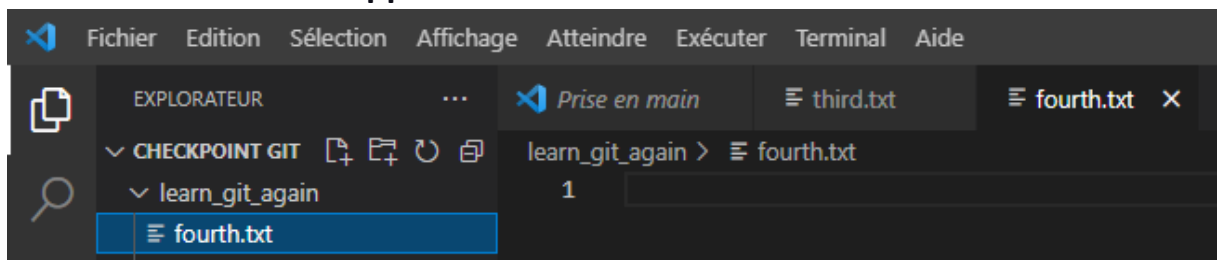 Fichier Edition Sélection Affichage Atteindre Exécuter Terminal Aide
EXPLORATEUR ... Prise en main third.txt fourth.txt
CHECKPOINT GIT learn_git_again > fourth.txt
learn_git_again 1
fourth.txt